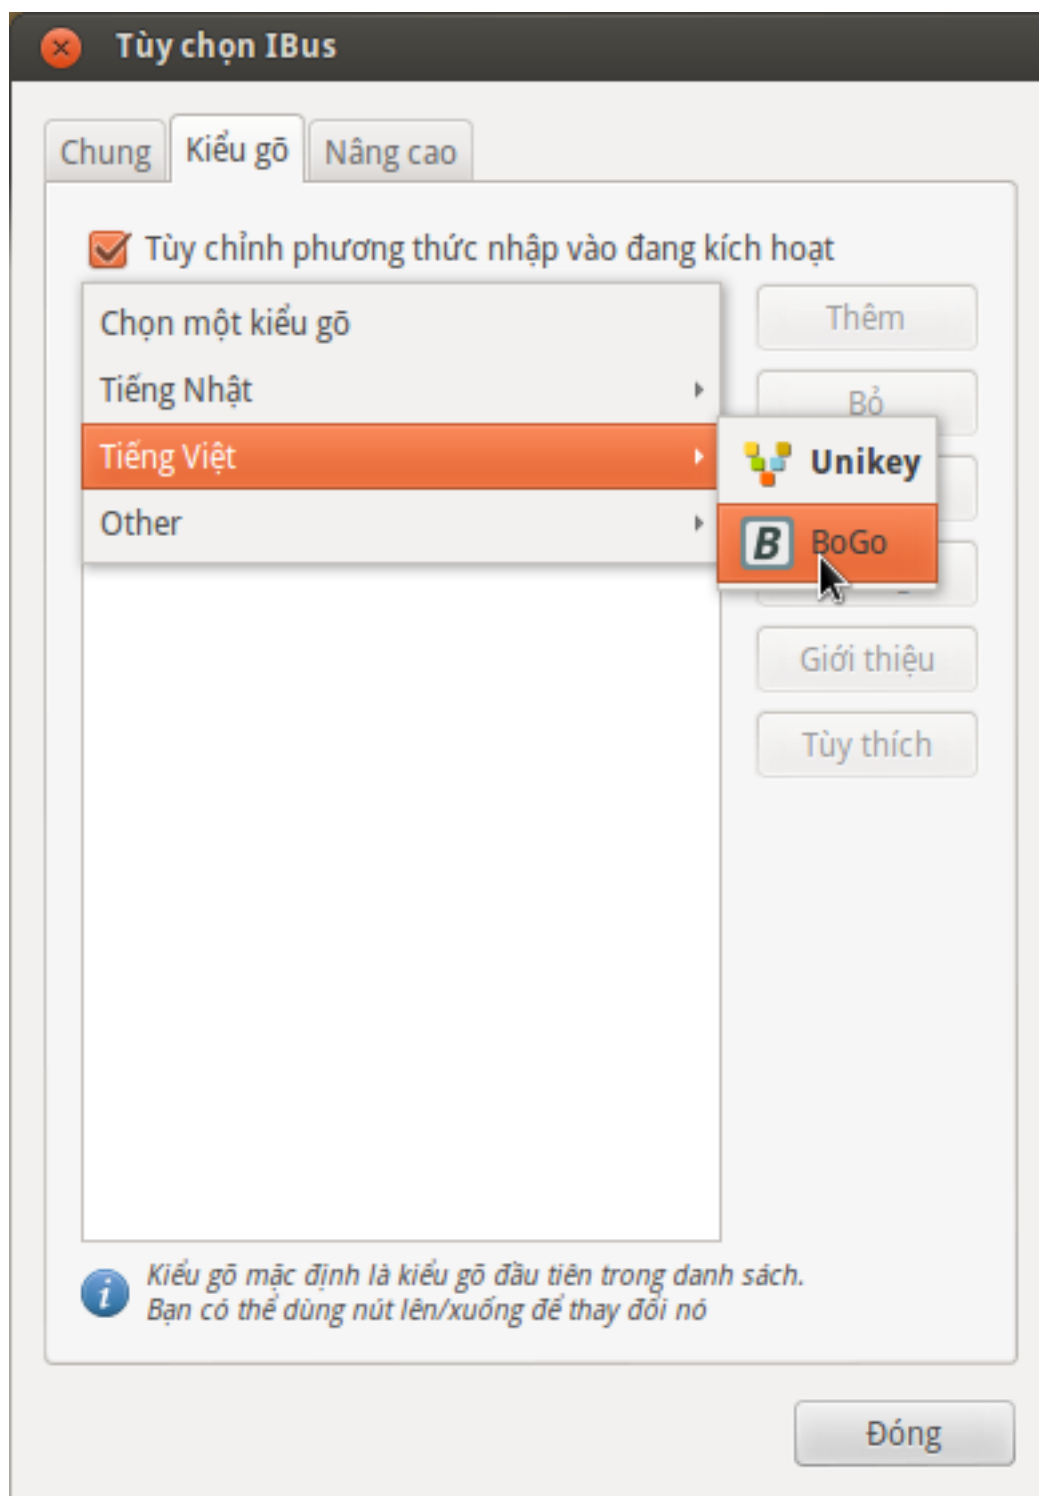 Tùy chọn IBus
Chung
Kiểu gõ
Nâng cao
Tùy chỉnh phương thức nhập vào đang kích hoạt
Chọn một kiểu gõ
Thêm
Tiếng Nhật
Bỏ
Tiếng Việt
Unikey
Other
B BoGo
Giới thiệu
Tùy thích
Kiểu gõ mặc định là kiểu gõ đầu tiên trong danh sách.
Bạn có thể dùng nút lên/xuống để thay đổi nó
Đóng